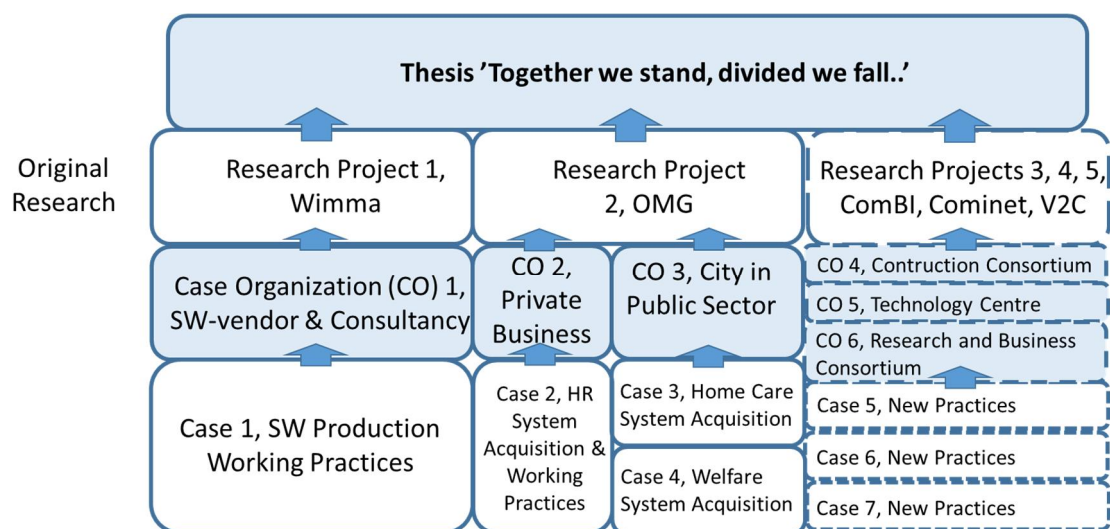 Thesis ’Together we stand, divided we fall..’
Original
Research
Research Project 1,
Wimma
Research Project
2, OMG
Research Projects 3, 4, 5,
ComBI, Cominet, V2C
Case Organization (CO) 1,
SW-vendor & Consultancy
CO 2,
Private
Business
CO 3, City in
Public Sector
CO 4, Contruction Consortium
CO 5, Technology Centre
CO 6, Research and Business
Consortium
Case 1, SW Production
Working Practices
Case 2, HR
System
Acquisition &
Working
Practices
Case 3, Home Care
System Acquisition
Case 4, Welfare
System Acquisition
Case 5, New Practices
Case 6, New Practices
Case 7, New Practices